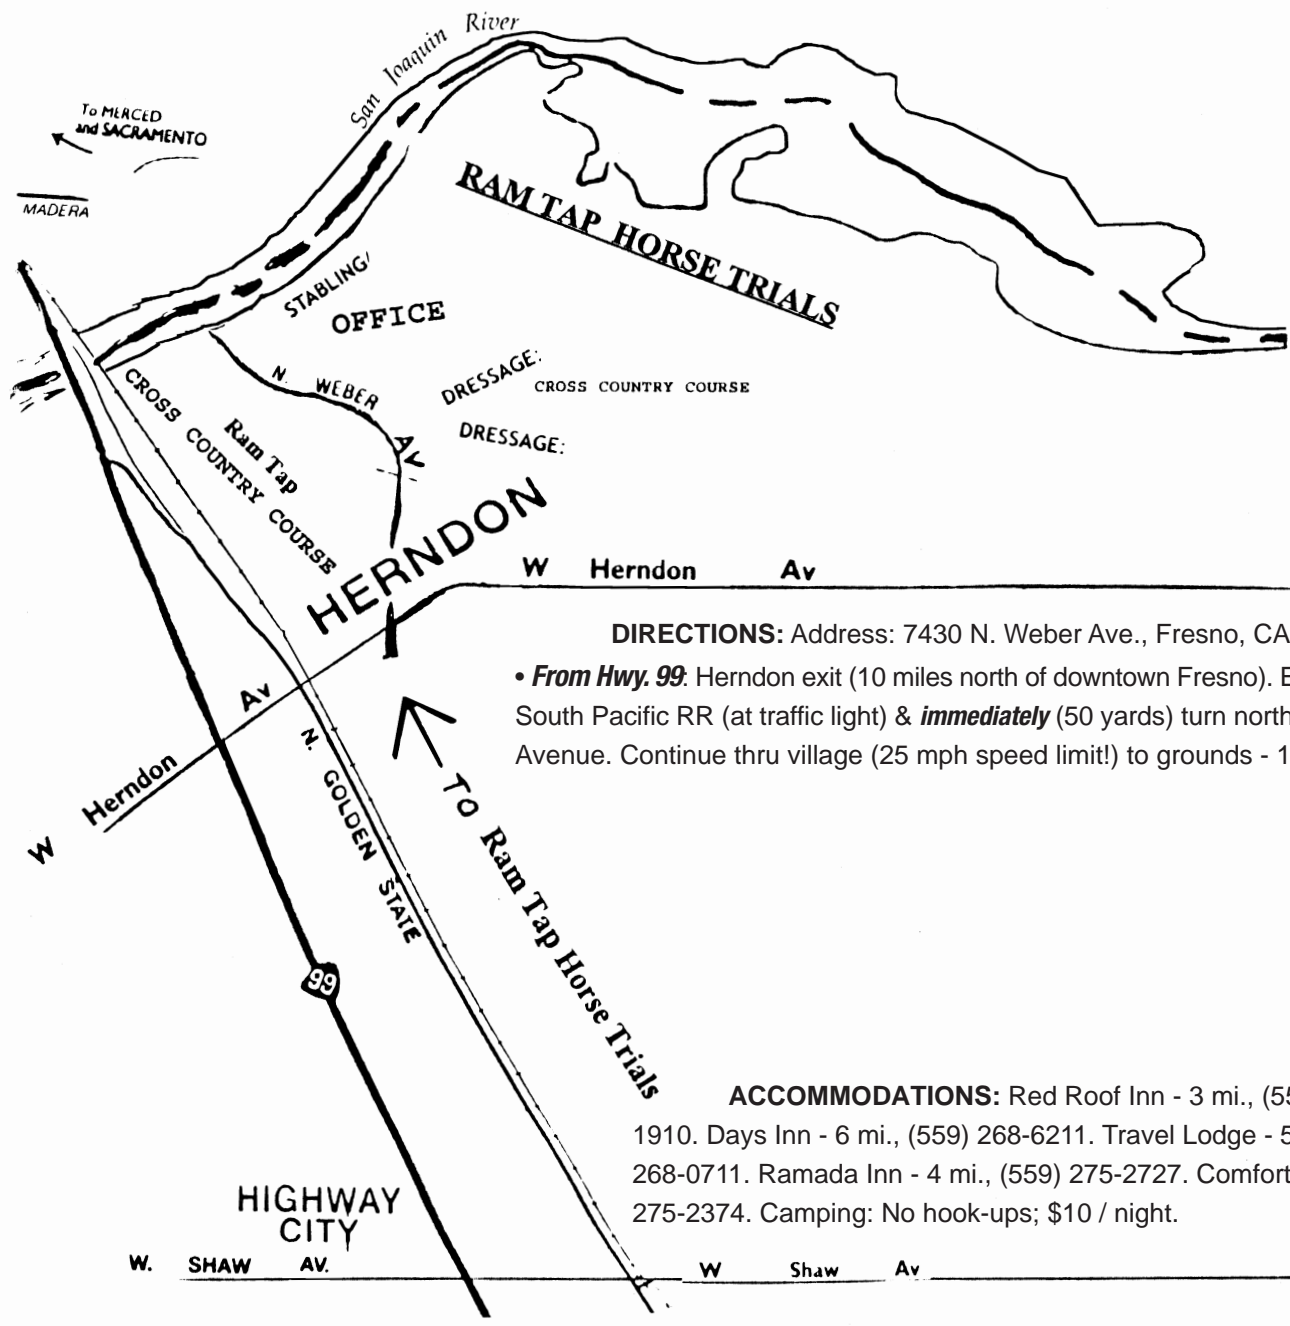 San Joaquin River
To MERCED
and SACRAMENTO
MADERA
RAM TAP HORSE TRIALS
STABLING/
OFFICE
N. WEBER AV
DRESSAGE:
CROSS COUNTRY COURSE
DRESSAGE:
CROSS COUNTRY COURSE
Ram Tap
HERNDON
W Herndon Av
DIRECTIONS: Address: 7430 N. Weber Ave., Fresno, CA
• From Hwy. 99: Herndon exit (10 miles north of downtown Fresno). E
South Pacific RR (at traffic light) & immediately (50 yards) turn north
Avenue. Continue thru village (25 mph speed limit!) to grounds - 1
W Herndon Av
N. GOLDEN STATE
TO Ram Tap Horse Trials
99
ACCOMMODATIONS: Red Roof Inn - 3 mi., (55
1910. Days Inn - 6 mi., (559) 268-6211. Travel Lodge - 5
268-0711. Ramada Inn - 4 mi., (559) 275-2727. Comfort
275-2374. Camping: No hook-ups; $10 / night.
HIGHWAY
CITY
W. SHAW AV.
W Shaw Av